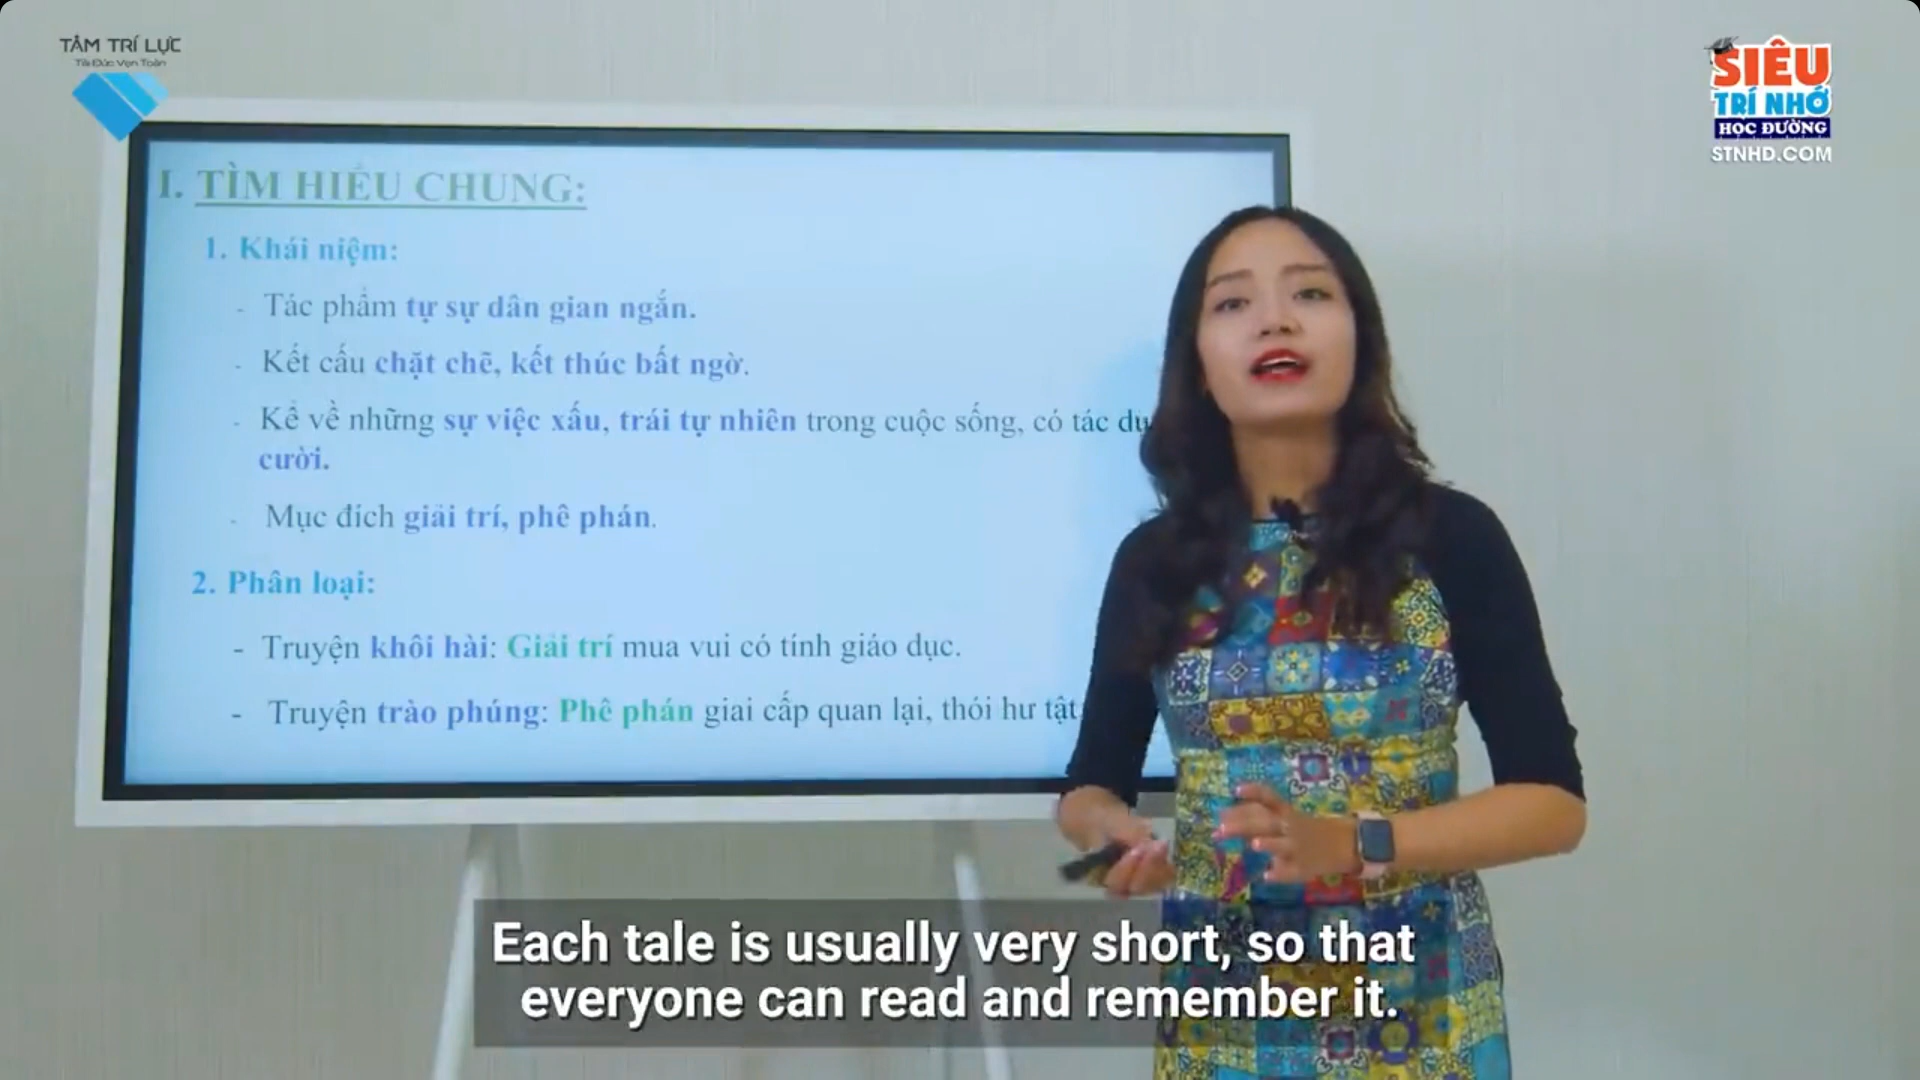 TÂM TRÍ LỰC
Tài Đức Vẹn Toàn
SIÊU
TRÍ NHỚ
HỌC ĐƯỜNG
STNHD.COM
I. TÌM HIỂU CHUNG:
1. Khái niệm:
- Tác phẩm tự sự dân gian ngắn.
- Kết cấu chặt chẽ, kết thúc bất ngờ.
- Kể về những sự việc xấu, trái tự nhiên trong cuộc sống, có tác
cười.
- Mục đích giải trí, phê phán.
2. Phân loại:
- Truyện khôi hài: Giải trí mua vui có tính giáo dục.
- Truyện trào phúng: Phê phán giai cấp quan lại, thói hư tật
Each tale is usually very short, so that
everyone can read and remember it.